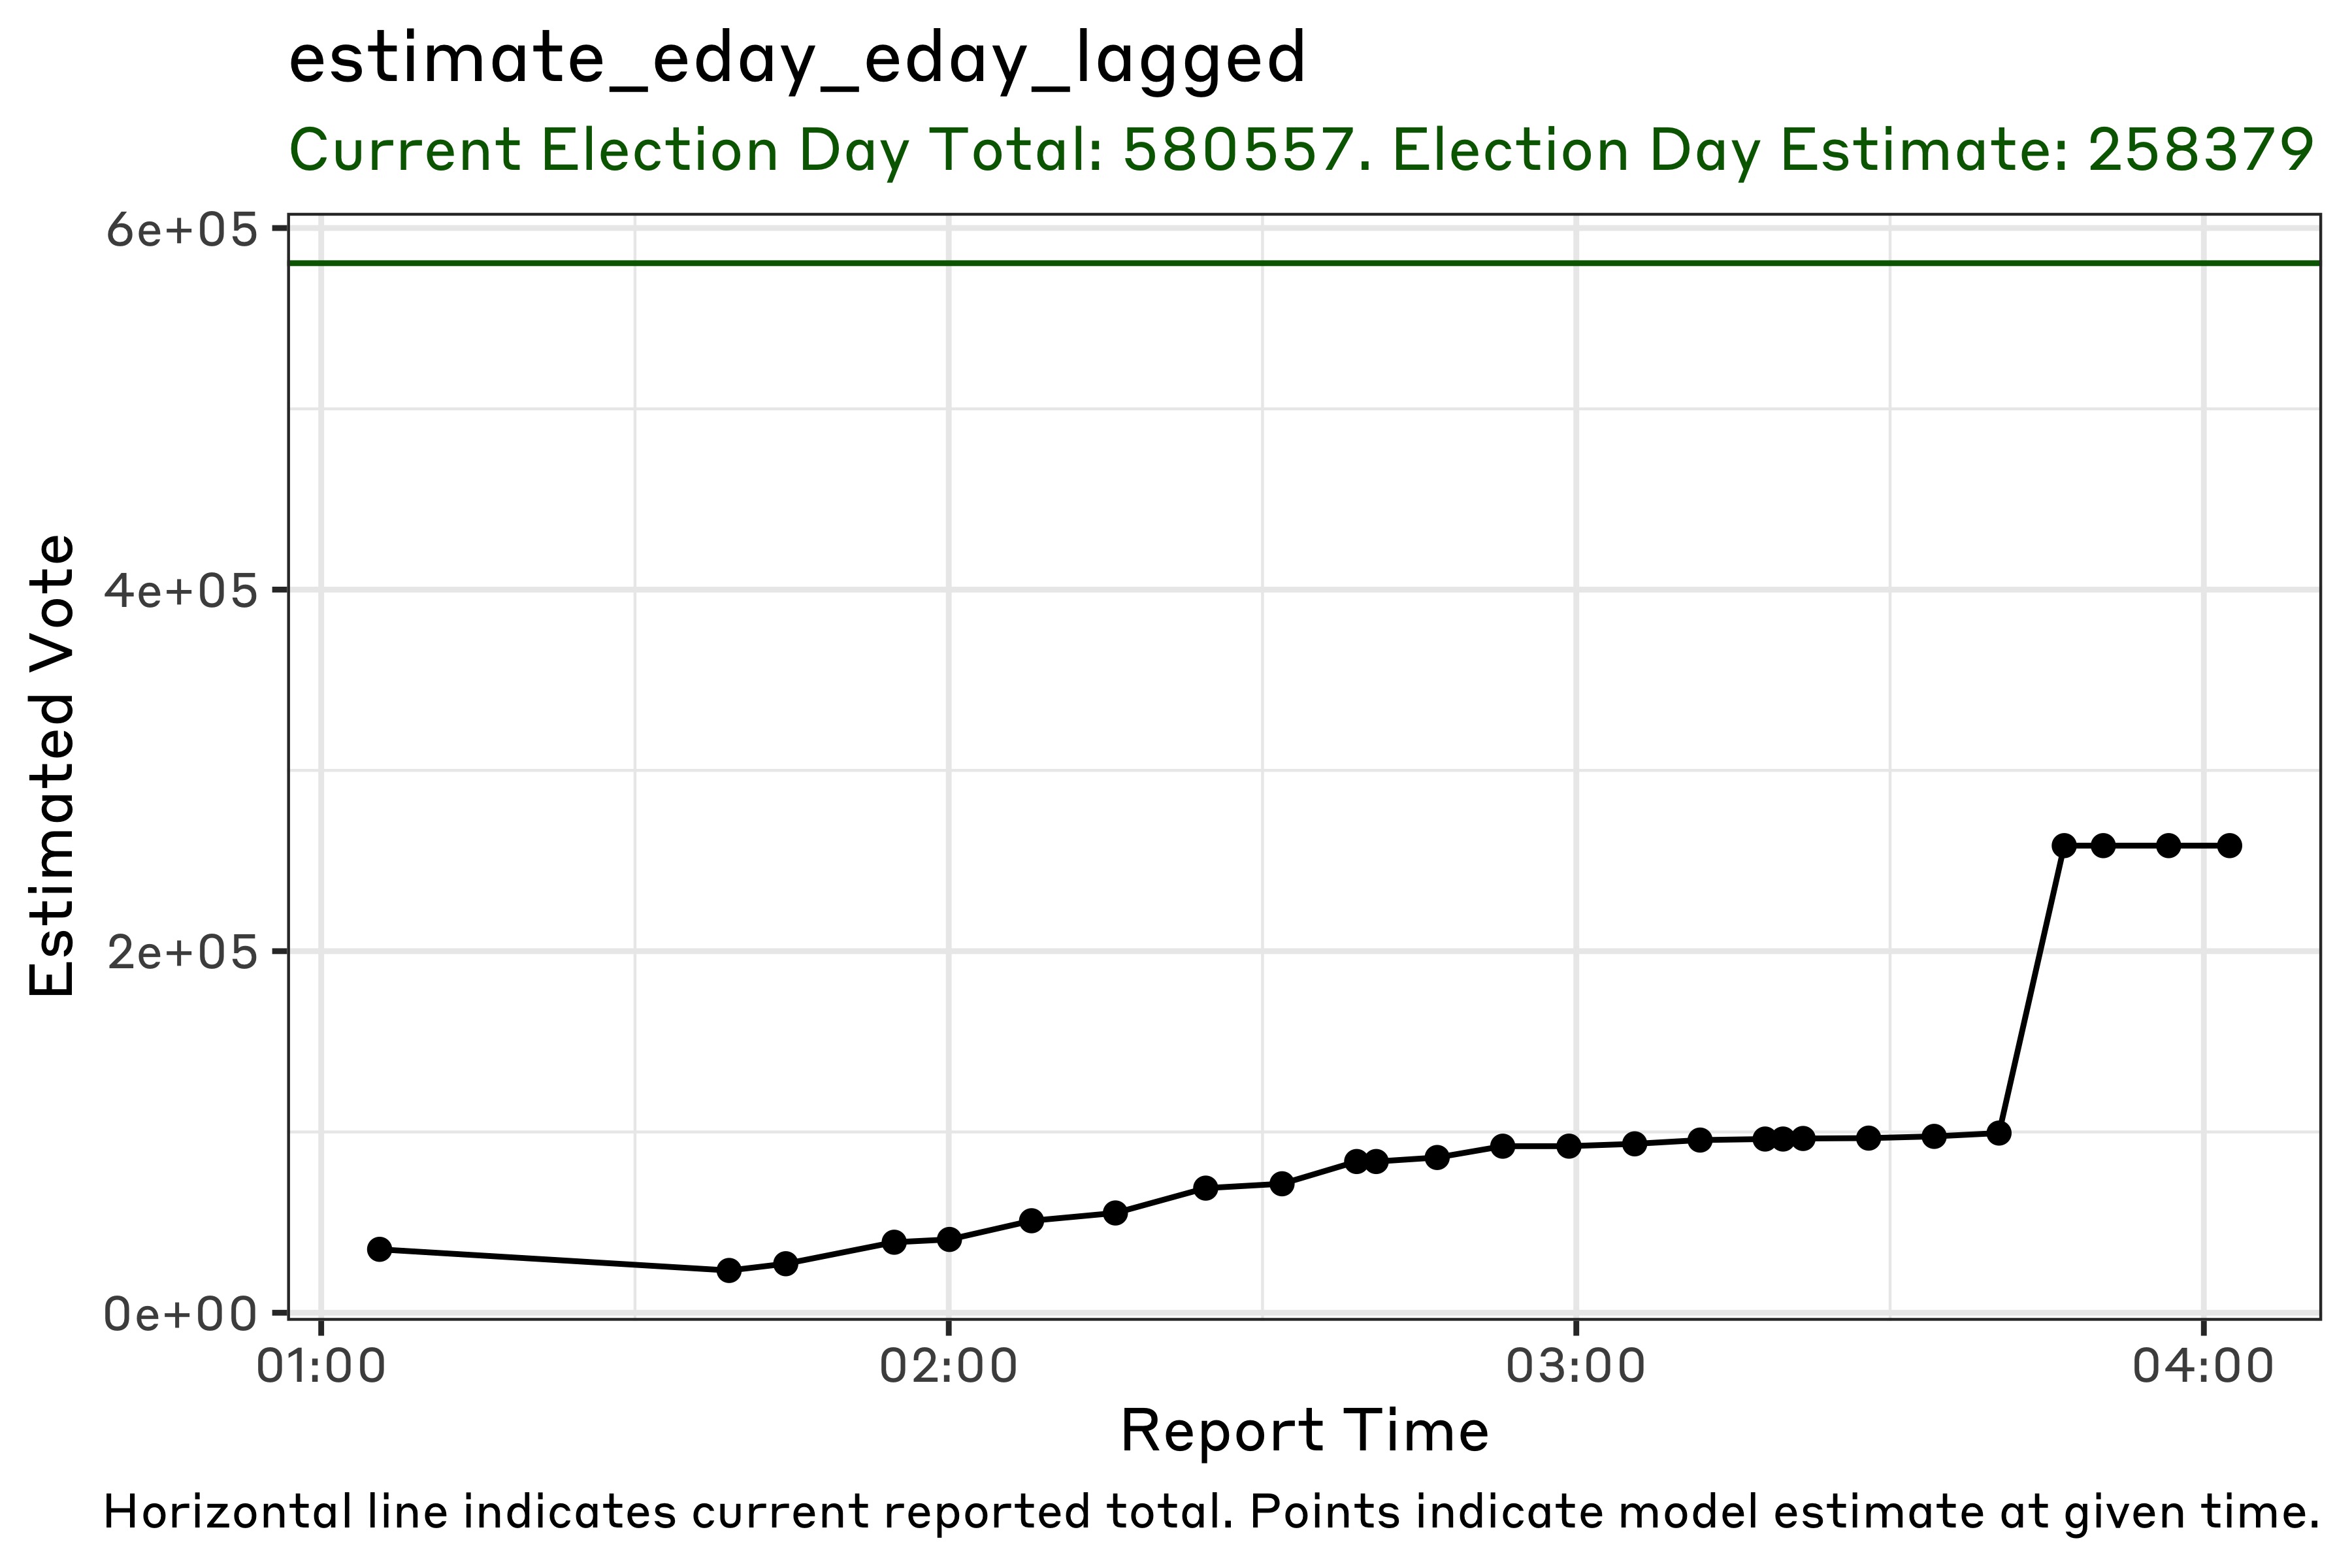 estimate_eday_eday_lagged
Current Election Day Total: 580557. Election Day Estimate: 258379
Estimated Vote
6e+05
4e+05
2e+05
0e+00
01:00 02:00 03:00 04:00
Report Time
Horizontal line indicates current reported total. Points indicate model estimate at given time.